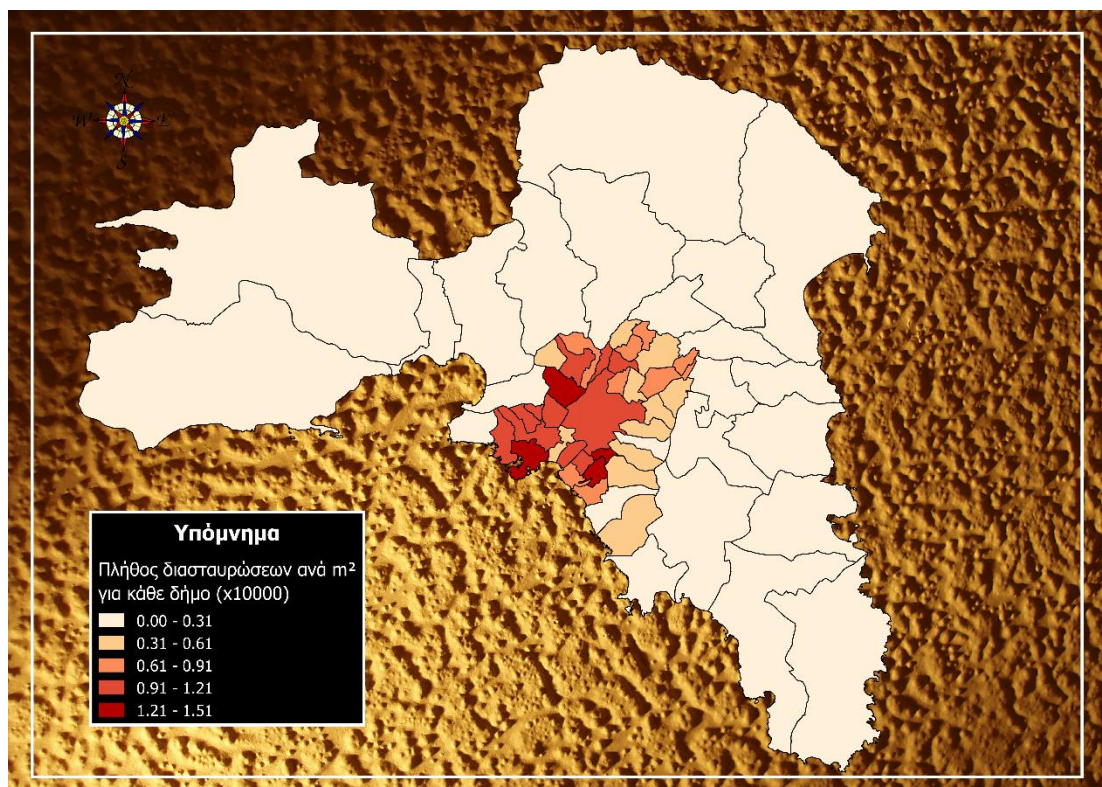 N
W E
S
Υπόμνημα
Πλήθος διασταυρώσεων ανά m²
για κάθε δήμο (x10000)
0.00 - 0.31
0.31 - 0.61
0.61 - 0.91
0.91 - 1.21
1.21 - 1.51